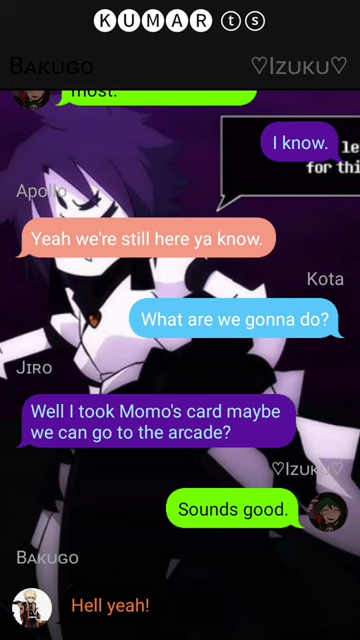 KUMAR ts
BAKUGO
♡IZUKU♡
most.
I know.
le
for thi
Apollo
Yeah we're still here ya know.
Kota
What are we gonna do?
JIRO
Well I took Momo's card maybe
we can go to the arcade?
♡IZUKU♡
Sounds good.
BAKUGO
Hell yeah!